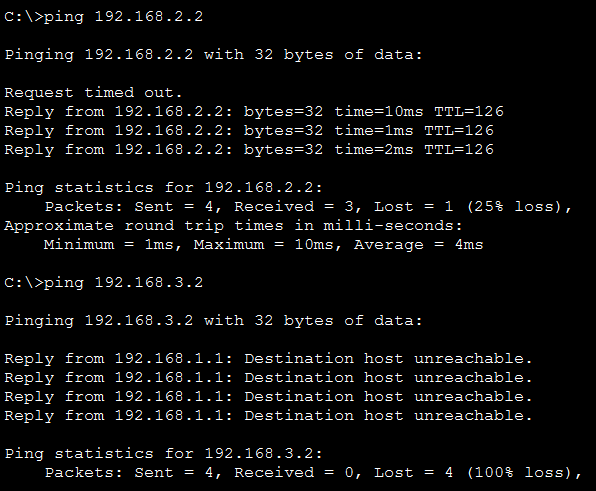 C:\>ping 192.168.2.2
Pinging 192.168.2.2 with 32 bytes of data:
Request timed out.
Reply from 192.168.2.2: bytes=32 time=10ms TTL=126
Reply from 192.168.2.2: bytes=32 time=1ms TTL=126
Reply from 192.168.2.2: bytes=32 time=2ms TTL=126
Ping statistics for 192.168.2.2:
    Packets: Sent = 4, Received = 3, Lost = 1 (25% loss),
Approximate round trip times in milli-seconds:
    Minimum = 1ms, Maximum = 10ms, Average = 4ms
C:\>ping 192.168.3.2
Pinging 192.168.3.2 with 32 bytes of data:
Reply from 192.168.1.1: Destination host unreachable.
Reply from 192.168.1.1: Destination host unreachable.
Reply from 192.168.1.1: Destination host unreachable.
Reply from 192.168.1.1: Destination host unreachable.
Ping statistics for 192.168.3.2:
    Packets: Sent = 4, Received = 0, Lost = 4 (100% loss),